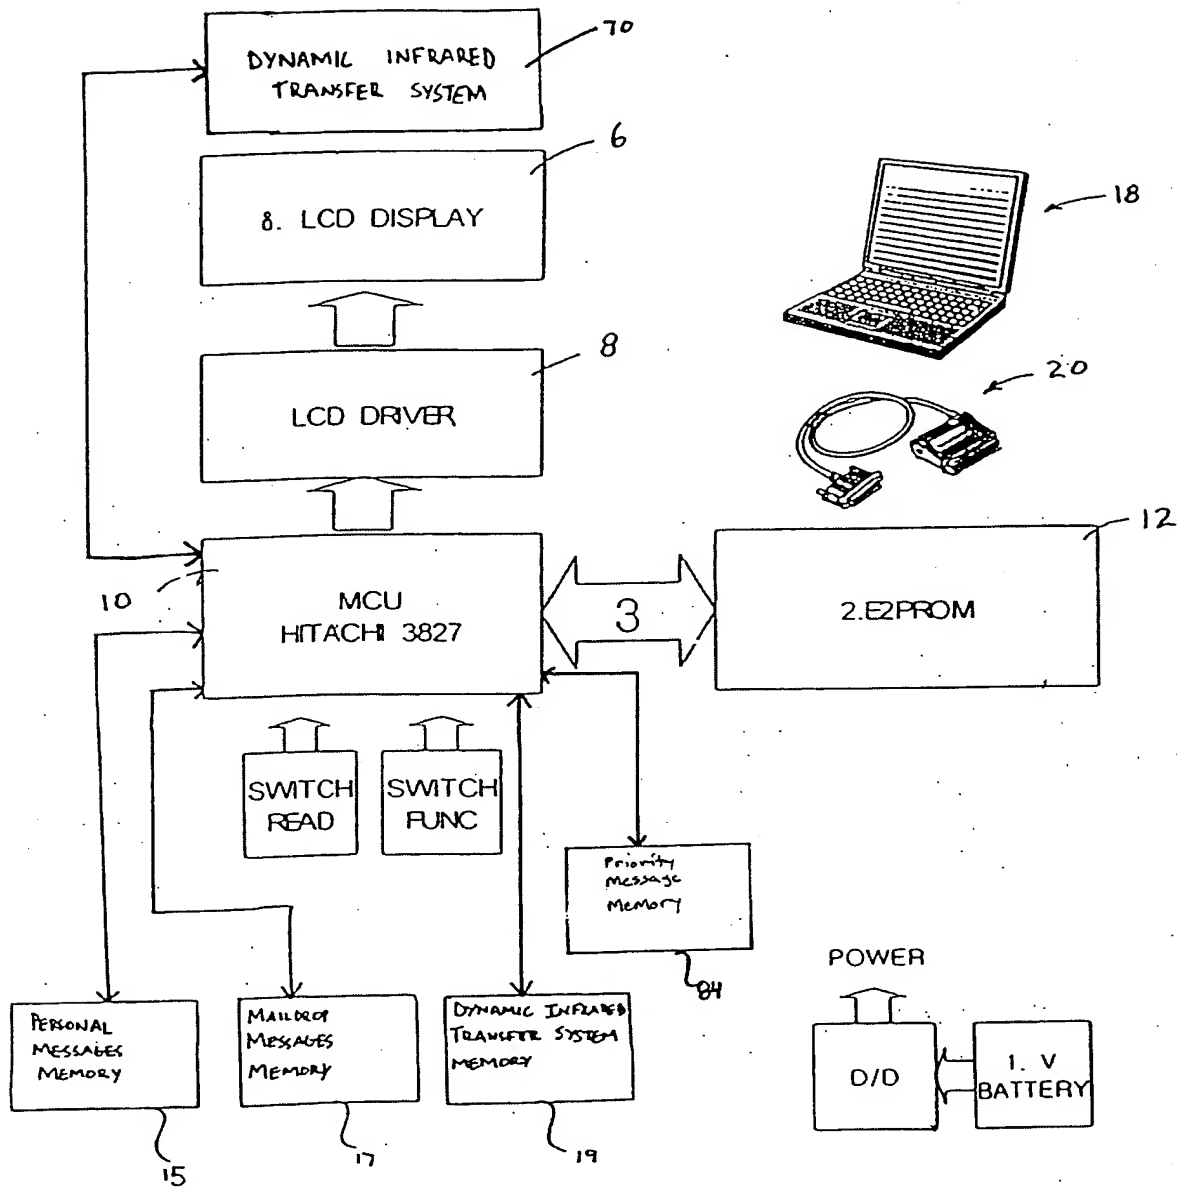 70
DYNAMIC INFRARED
TRANSFER SYSTEM
6
8. LCD DISPLAY
18
8
LCD DRIVER
20
12
10
MCU
HITACHI 3827
3
2.E2PROM
SWITCH
READ
SWITCH
FUNC
Priority
Message
Memory
84
POWER
PERSONAL
MESSAGES
MEMORY
MAILDROP
MESSAGES
MEMORY
DYNAMIC INFRARED
TRANSFER SYSTEM
MEMORY
D/D
1. V
BATTERY
15
17
19